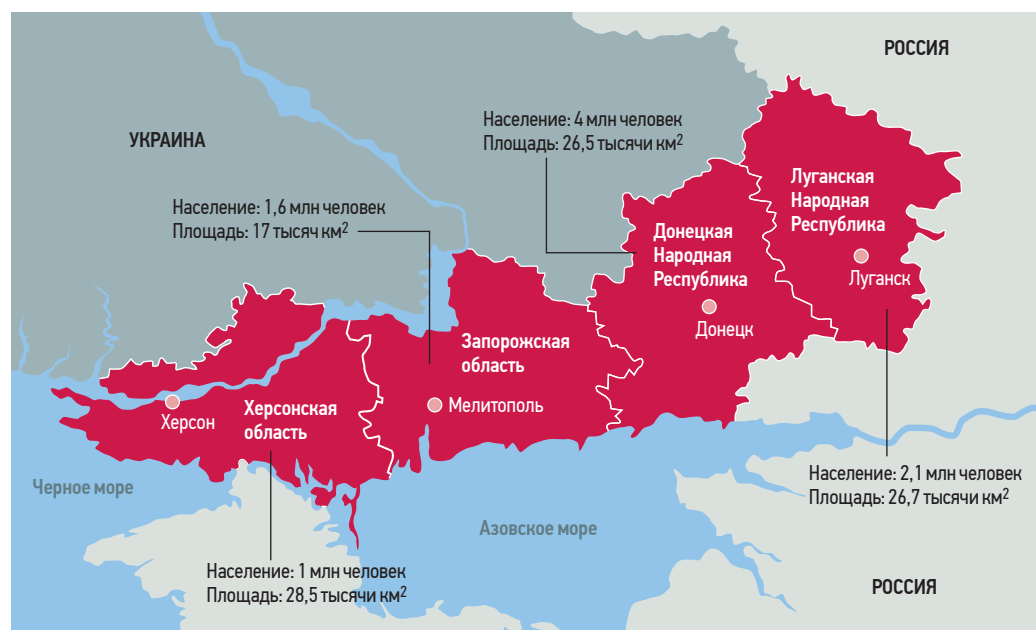 РОССИЯ
УКРАИНА
Население: 4 млн человек
Площадь: 26,5 тысячи км²
Луганская
Народная
Республика
Луганск
Население: 1,6 млн человек
Площадь: 17 тысяч км²
Донецкая
Народная
Республика
Донецк
Запорожская
область
Мелитополь
Херсон
Херсонская
область
Черное море
Азовское море
Население: 2,1 млн человек
Площадь: 26,7 тысячи км²
Население: 1 млн человек
Площадь: 28,5 тысячи км²
РОССИЯ